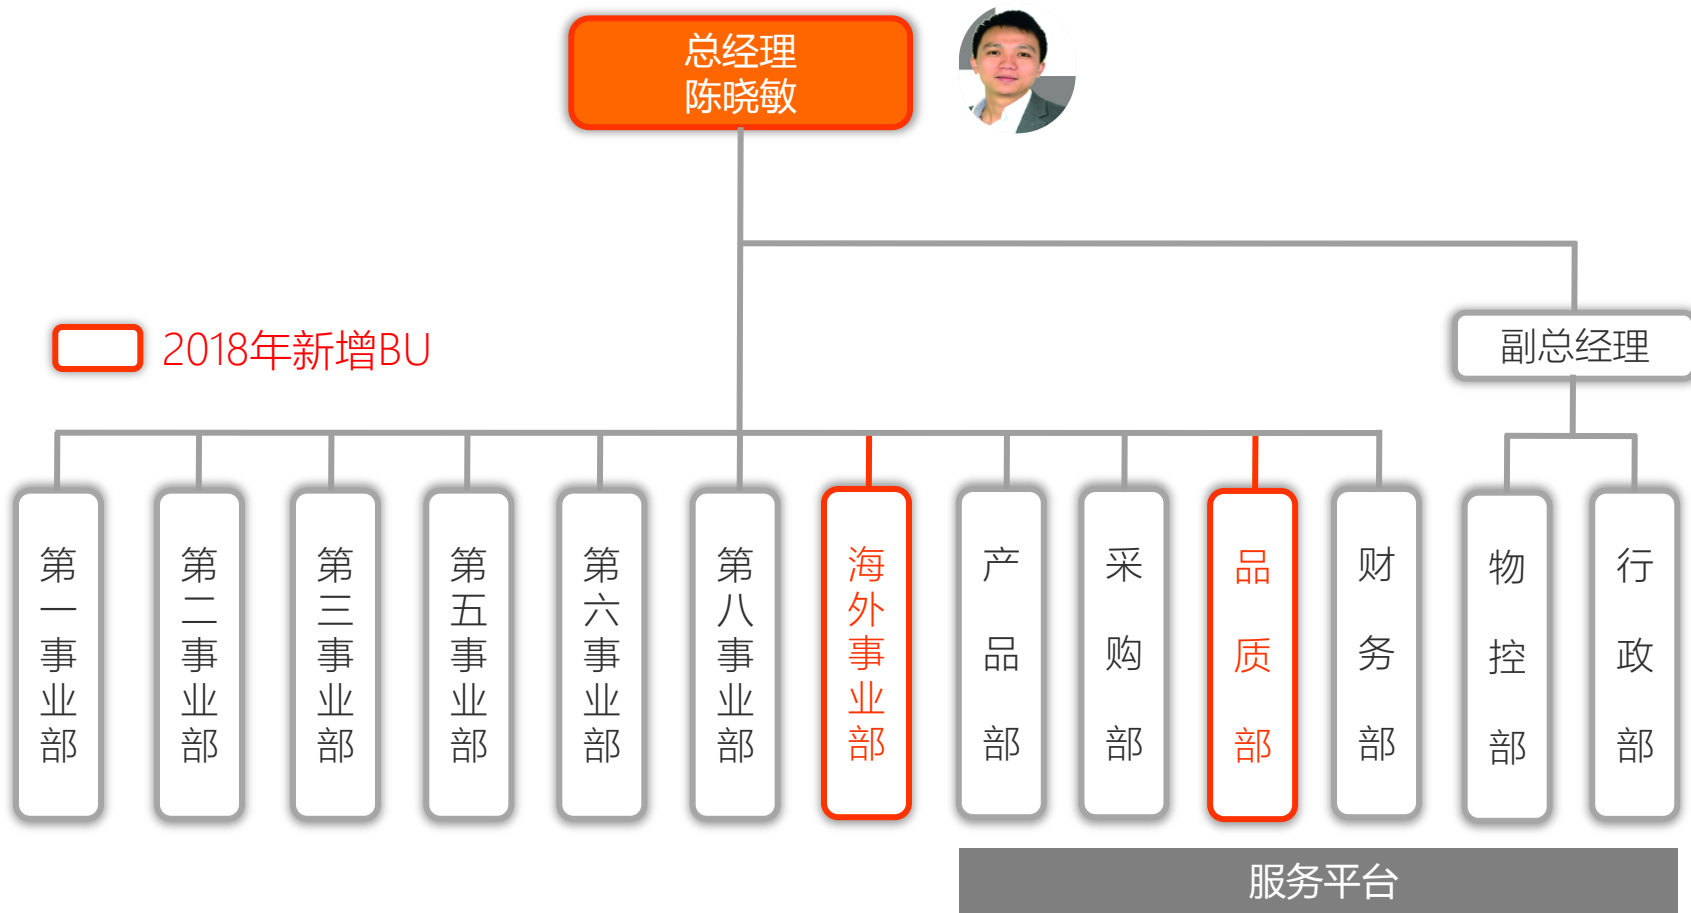 总经理
陈晓敏
2018年新增BU
副总经理
第一事业部
第二事业部
第三事业部
第五事业部
第六事业部
第八事业部
海外事业部
产品部
采购部
品质部
财务部
物控部
行政部
服务平台